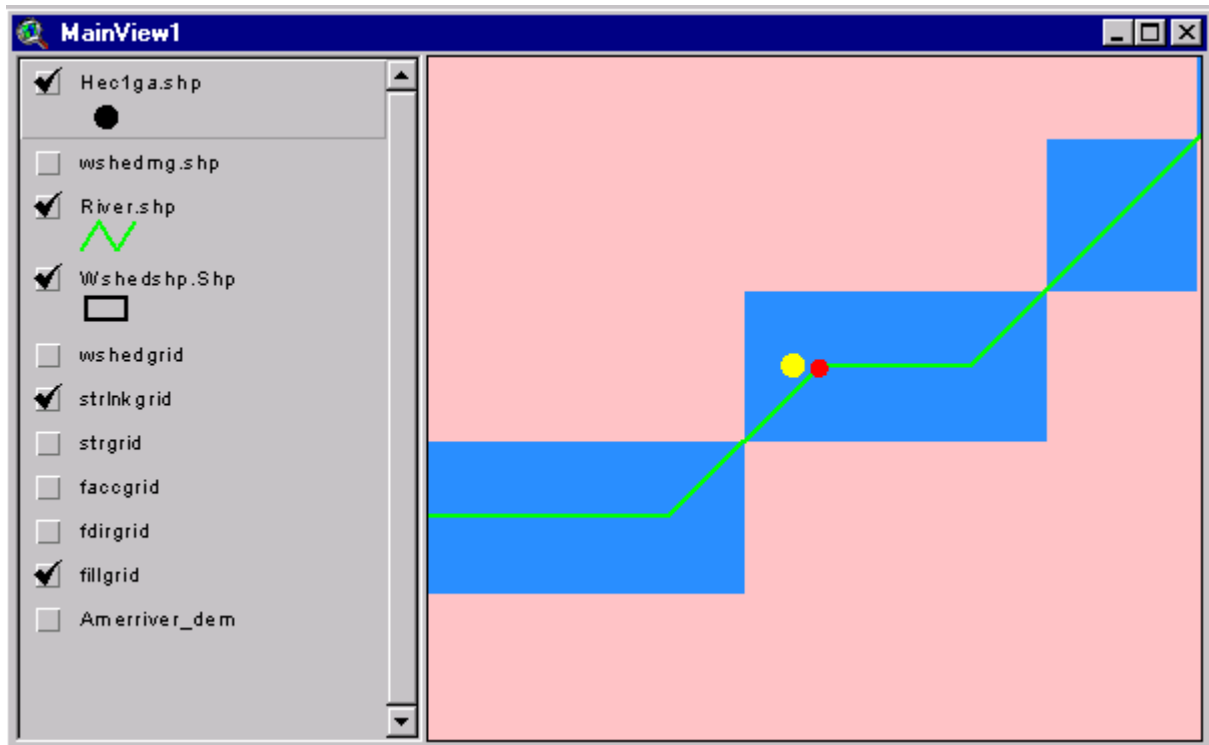 MainView1
Hec1ga.shp
wshedmg.shp
River.shp
Wshedshp.Shp
wshedgrid
strlnkgrid
strgrid
faccgrid
fdirgrid
fillgrid
Amerriver_dem